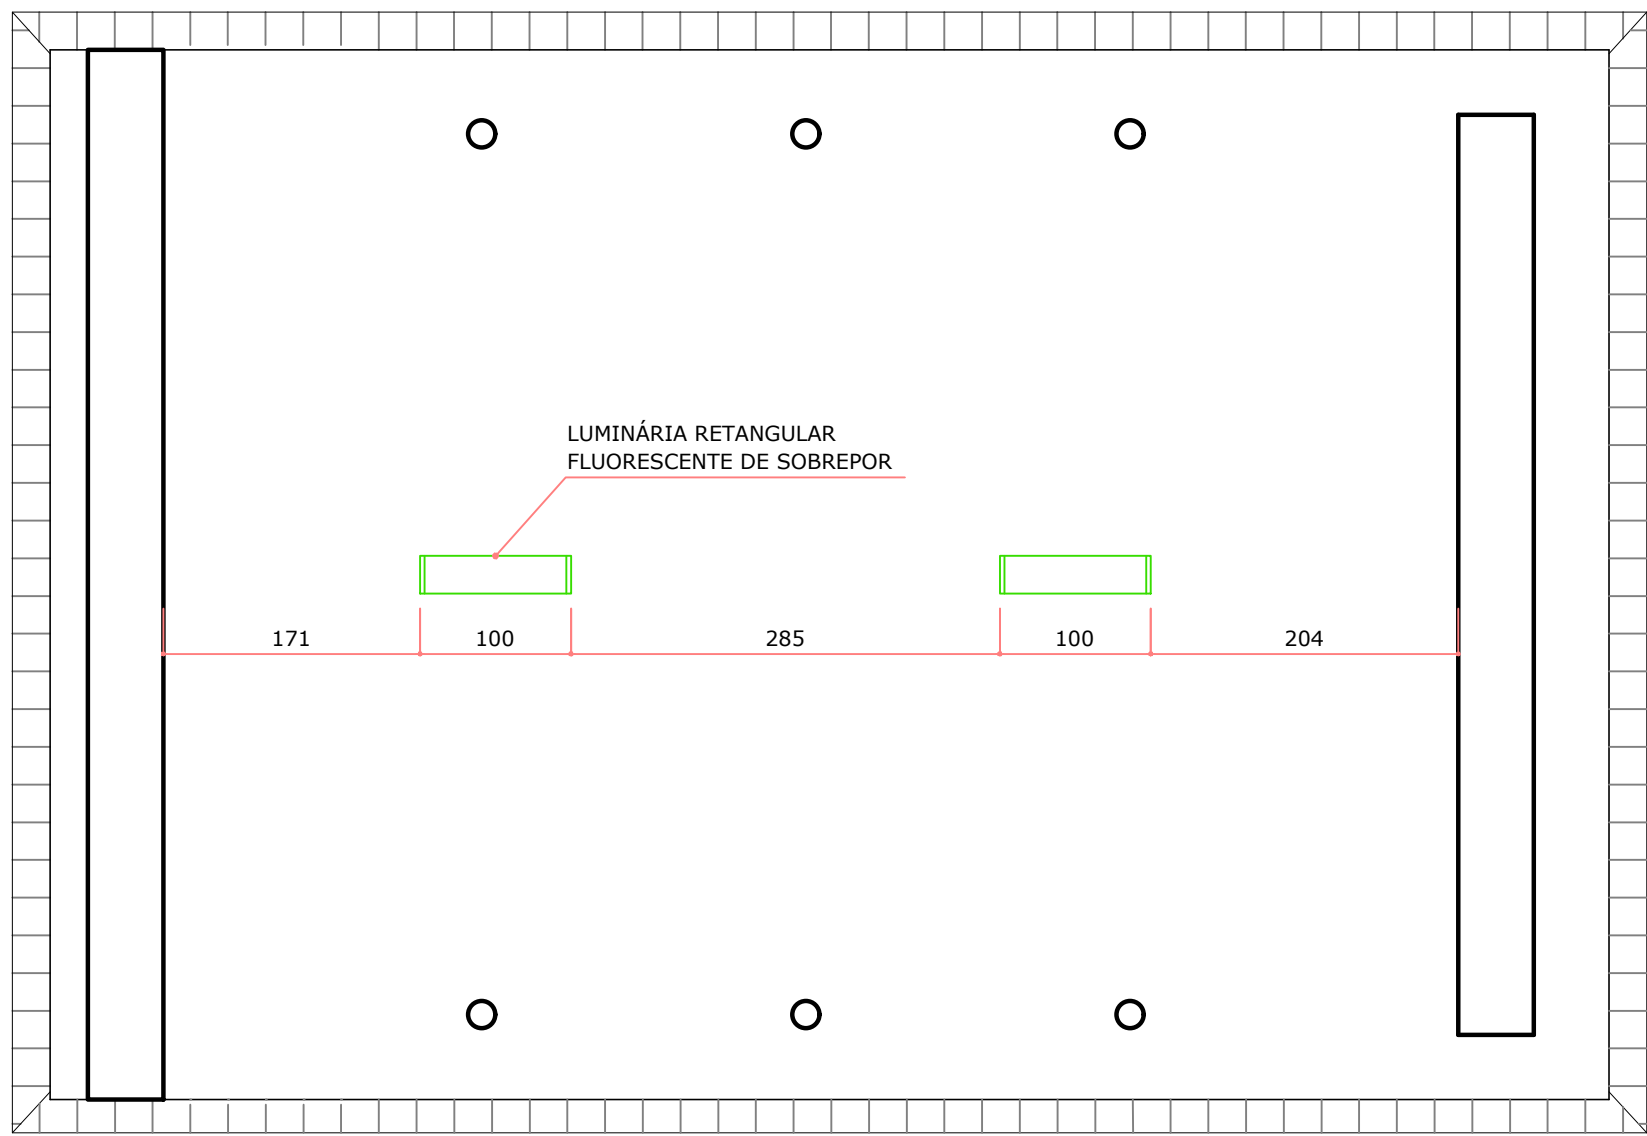 LUMINÁRIA RETANGULAR
FLUORESCENTE DE SOBREPOR
171
100
285
100
204